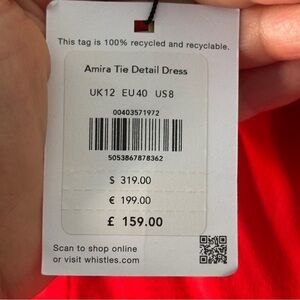 This tag is 100% recycled and recyclable.
Amira Tie Detail Dress
UK12 EU40 US8
00403571972
5053867878362
$ 319.00
€ 199.00
£ 159.00
Scan to shop online
or visit whistles.com